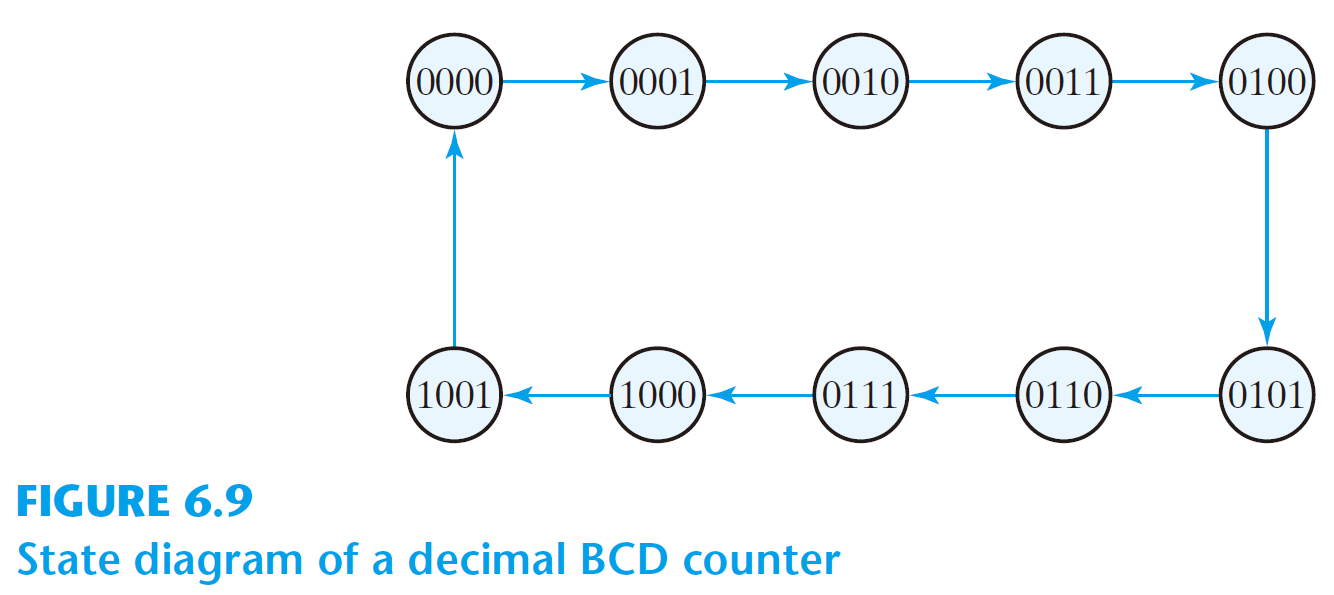 0000 0001 0010 0011 0100
1001 1000 0111 0110 0101
FIGURE 6.9
State diagram of a decimal BCD counter